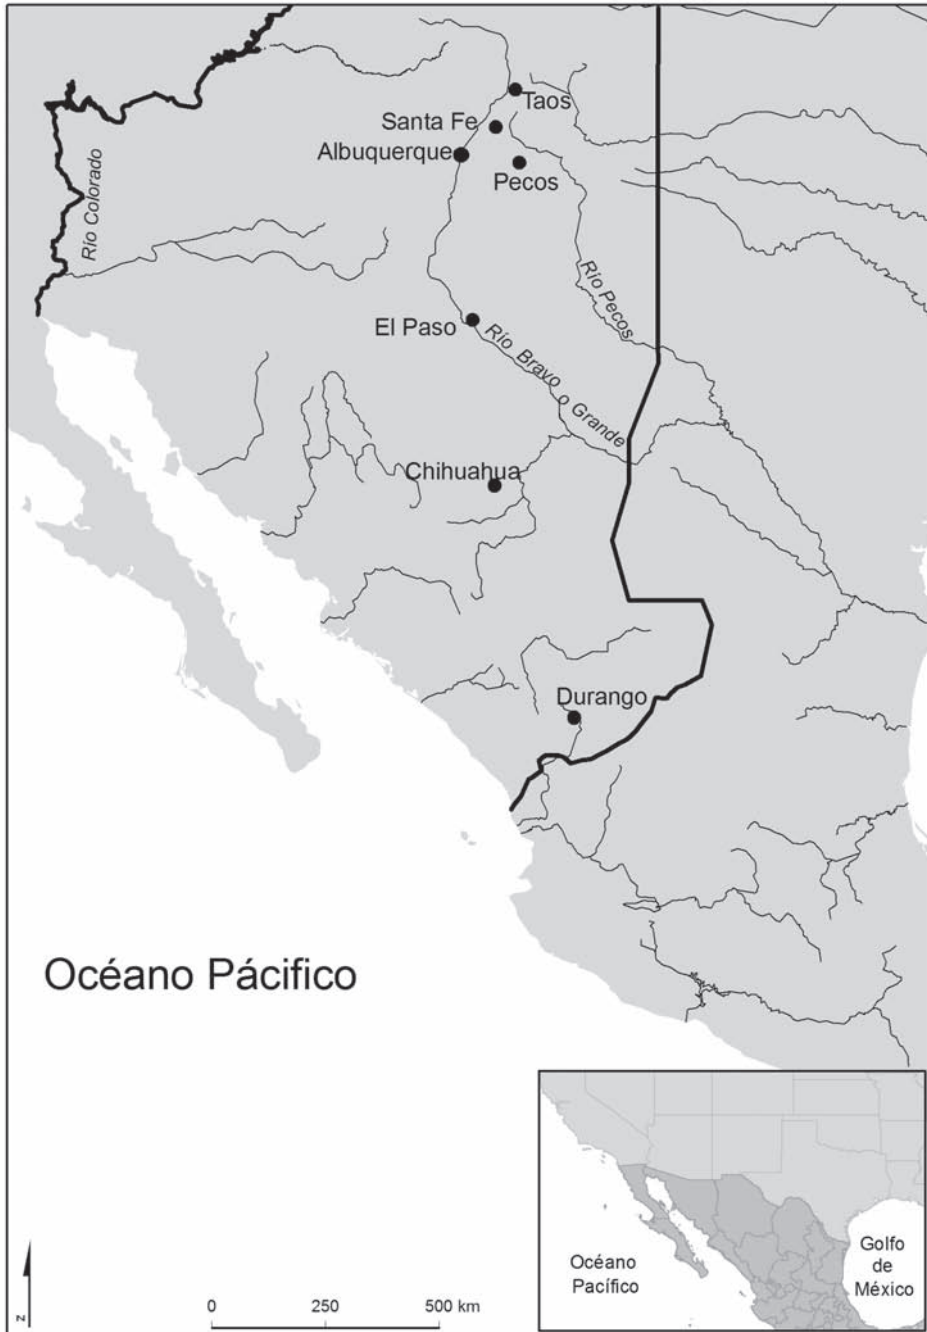 Taos
Santa Fe
Albuquerque
Pecos
Río Colorado
Río Pecos
El Paso
Río Bravo o Grande
Chihuahua
Durango
Océano Pácifico
Océano
Pacífico
Golfo
de
México
N
0 250 500 km